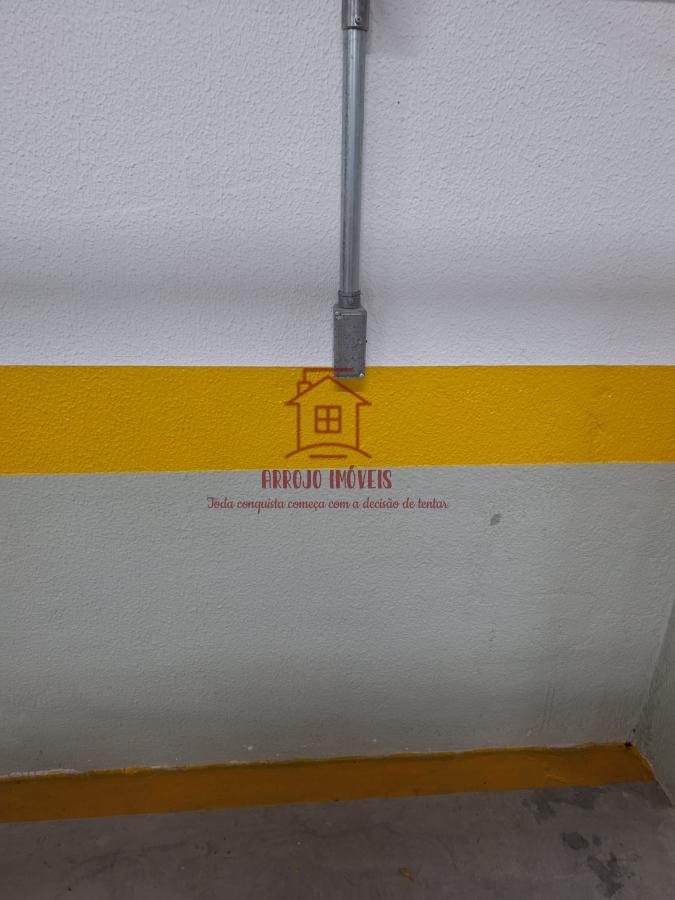 ARROJO IMÓVEIS
Toda conquista começa com a decisão de tentar